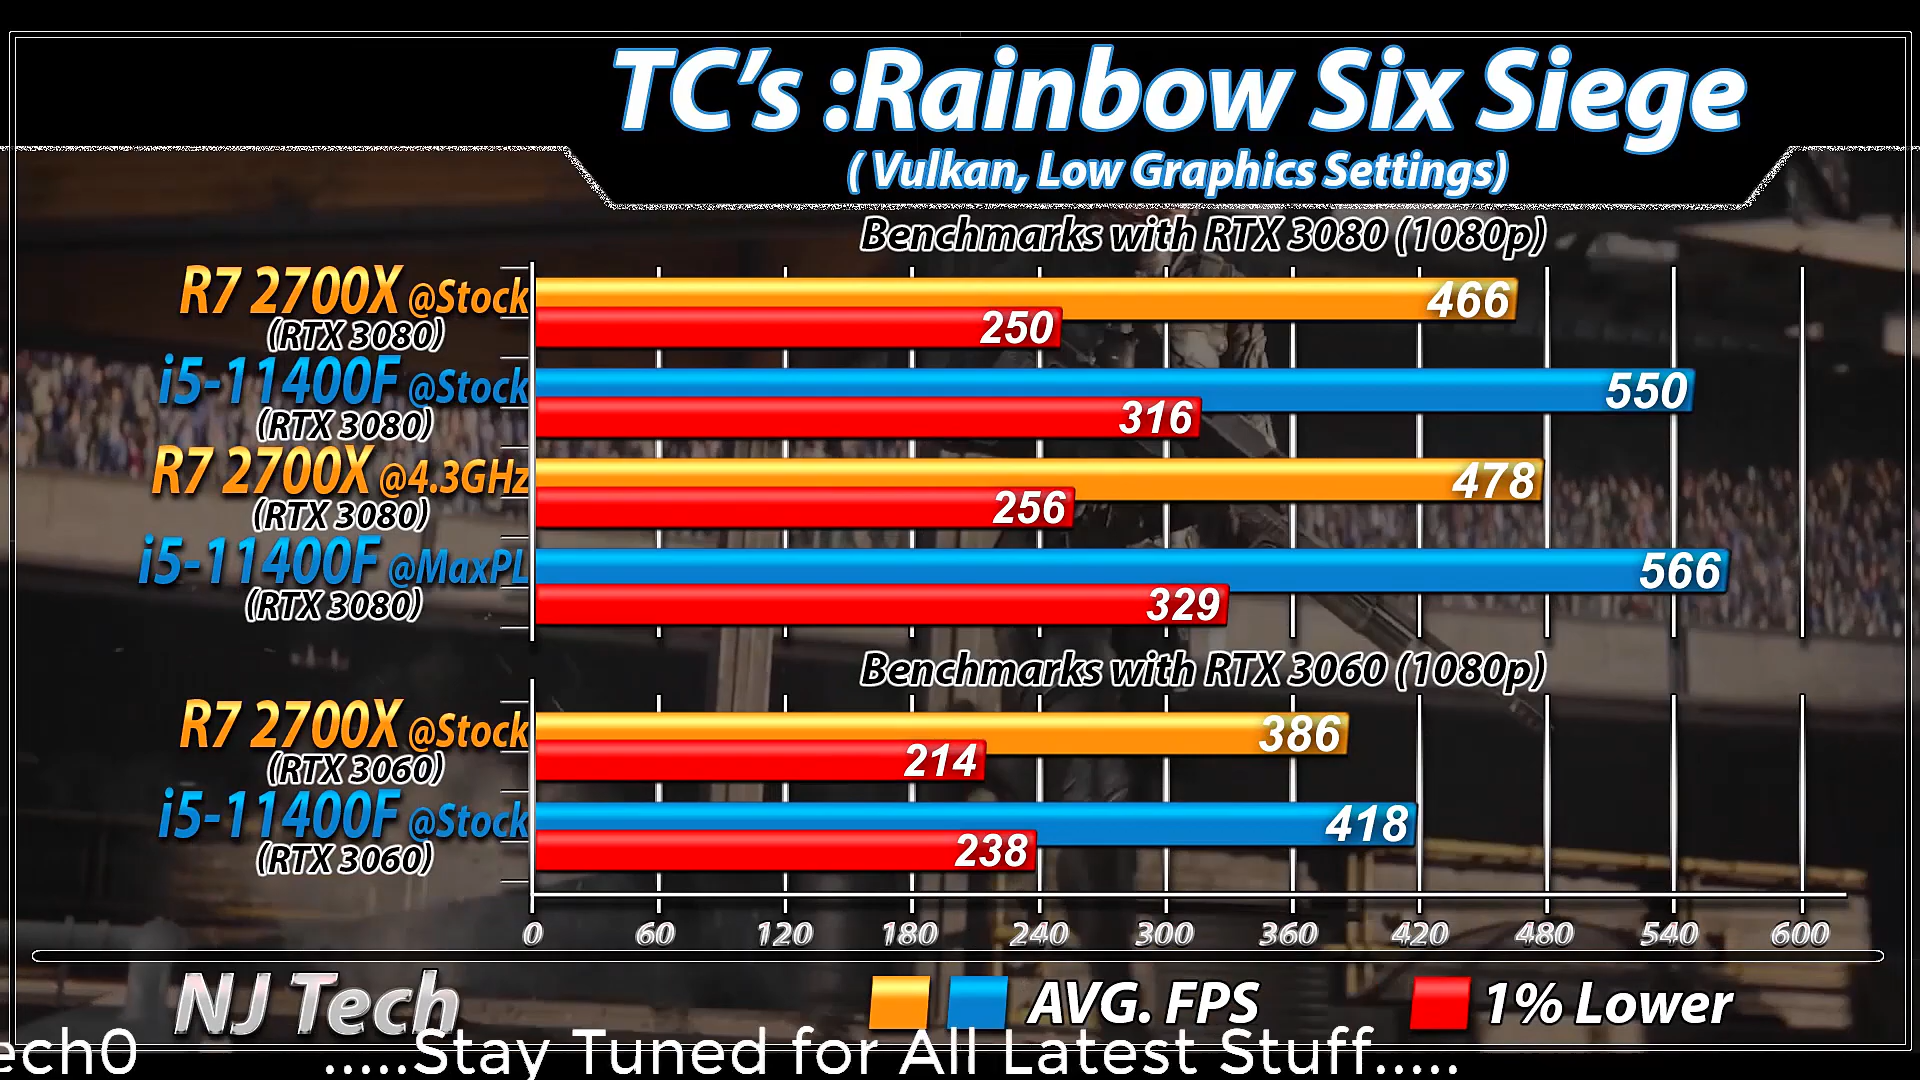 TC's :Rainbow Six Siege
( Vulkan, Low Graphics Settings)
Benchmarks with RTX 3080 (1080p)
R7 2700X @Stock 466
(RTX 3080) 250
i5-11400F @Stock 550
(RTX 3080) 316
R7 2700X @4.3GHz 478
(RTX 3080) 256
i5-11400F @MaxPL 566
(RTX 3080) 329
Benchmarks with RTX 3060 (1080p)
R7 2700X @Stock 386
(RTX 3060) 214
i5-11400F @Stock 418
(RTX 3060) 238
0 60 120 180 240 300 360 420 480 540 600
NJ Tech AVG. FPS 1% Lower
ech0 .....Stay Tuned for All Latest Stuff.....